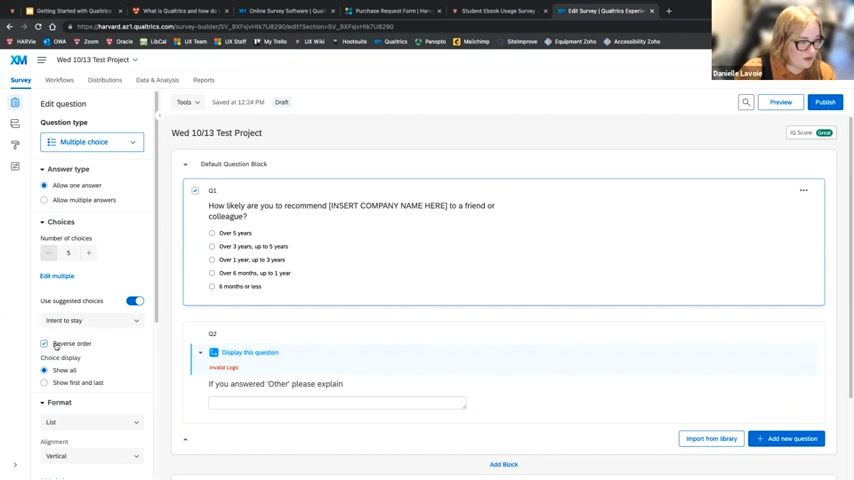 Getting Started with Qualtrics
What is Qualtrics and how do I
Online Survey Software | Quali
Purchase Request Form | Harv
Student Ebook Usage Survey
Edit Survey | Qualtrics Experien
harvard.az1.qualtrics.com/survey-builder/SV_9XFsjvHtk7U8290/edit?Section=SV_9XFsjvHtk7U8290
HARVie
OWA
Zoom
Oracle
LibCal
UX Team
UX Staff
My Trello
UX Wiki
Hootsuite
Qualtrics
Panopto
Mailchimp
SiteImprove
Equipment Zoho
Accessibility Zoho
Danielle Lavoie
XM
Wed 10/13 Test Project
Survey
Workflows
Distributions
Data & Analysis
Reports
Edit question
Tools
Saved at 12:24 PM
Draft
Preview
Publish
Question type
Multiple choice
Wed 10/13 Test Project
iQ Score: Great
Answer type
Allow one answer
Allow multiple answers
Choices
Number of choices
5
Edit multiple
Use suggested choices
Intent to stay
Reverse order
Choice display
Show all
Show first and last
Format
List
Alignment
Vertical
Default Question Block
Q1
How likely are you to recommend [INSERT COMPANY NAME HERE] to a friend or
colleague?
Over 5 years
Over 3 years, up to 5 years
Over 1 year, up to 3 years
Over 6 months, up to 1 year
6 months or less
Q2
Display this question
Invalid Logic
If you answered 'Other' please explain
Import from library
Add new question
Add Block